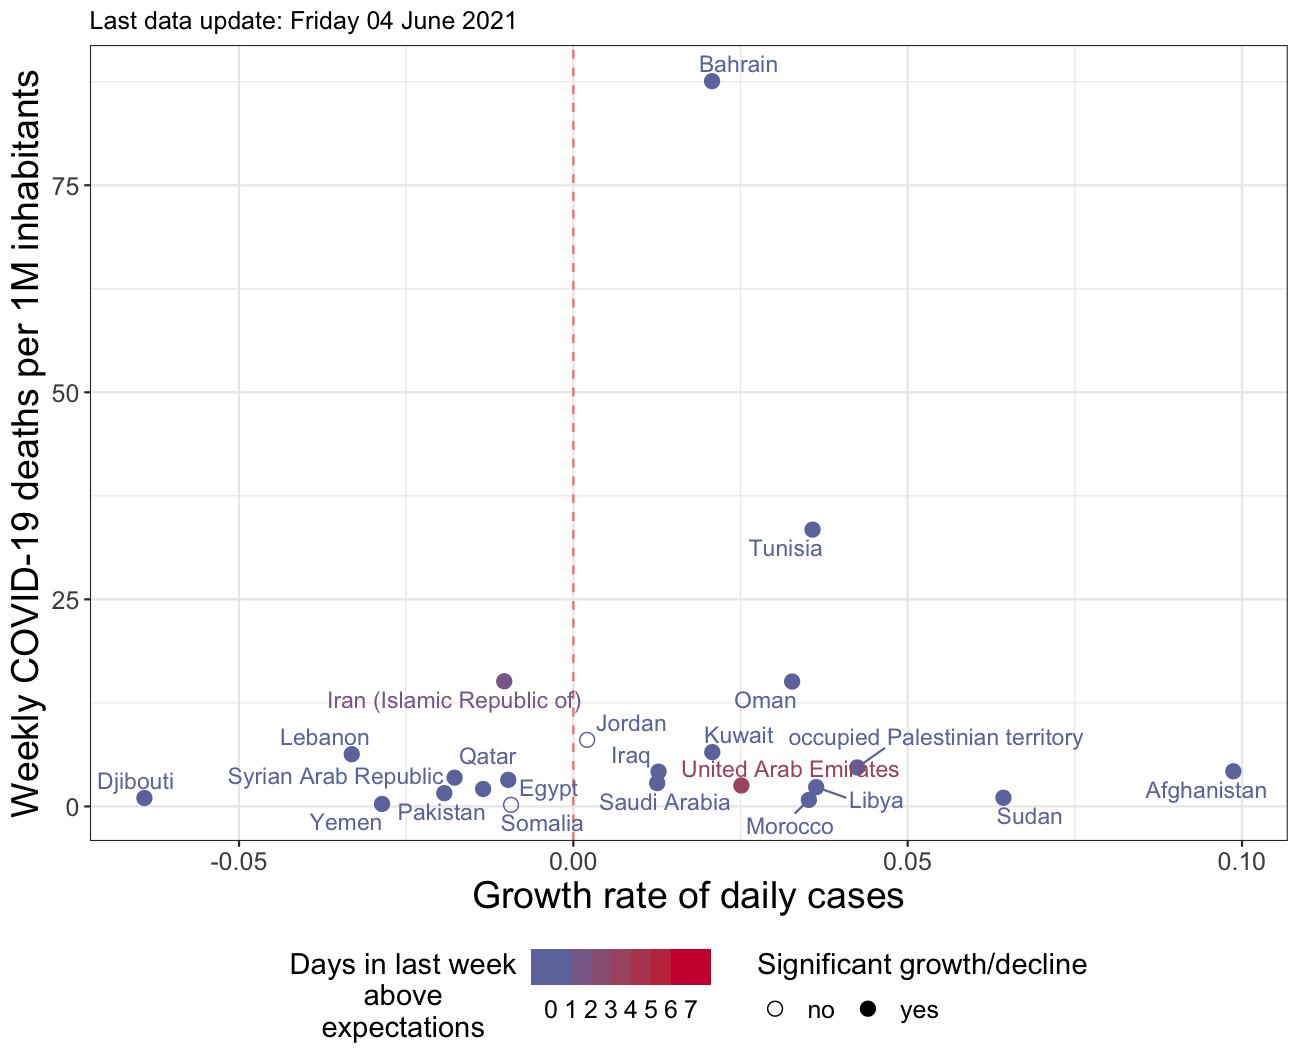 Last data update: Friday 04 June 2021
Weekly COVID-19 deaths per 1M inhabitants
75
50
25
0
Bahrain
Tunisia
Iran (Islamic Republic of)
Oman
Jordan
Lebanon
Kuwait
occupied Palestinian territory
Qatar
Iraq
United Arab Emirates
Syrian Arab Republic
Djibouti
Egypt
Afghanistan
Saudi Arabia
Libya
Pakistan
Sudan
Yemen
Somalia
Morocco
-0.05
0.00
0.05
0.10
Growth rate of daily cases
Days in last week
above
expectations
0 1 2 3 4 5 6 7
Significant growth/decline
no
yes